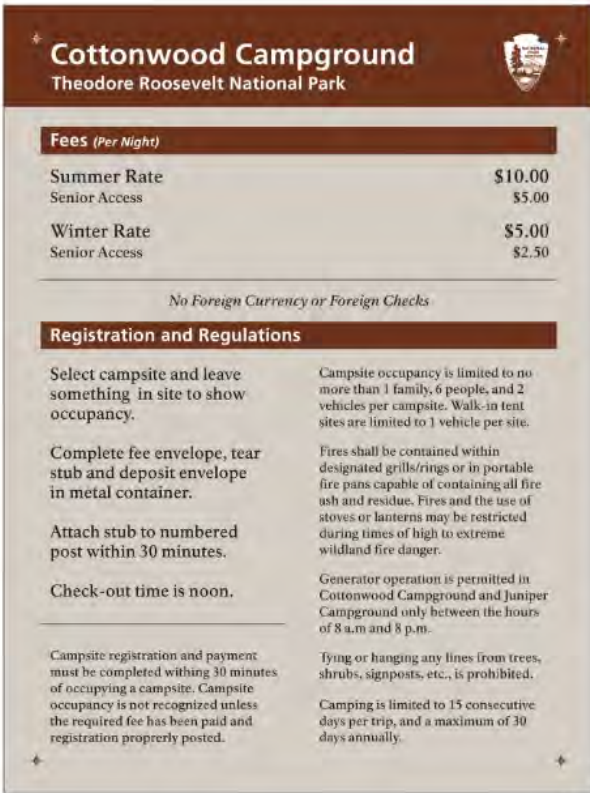 Cottonwood Campground
Theodore Roosevelt National Park
NATIONAL
PARK
SERVICE
Fees (Per Night)
Summer Rate $10.00
Senior Access $5.00
Winter Rate $5.00
Senior Access $2.50
No Foreign Currency or Foreign Checks
Registration and Regulations
Select campsite and leave
something in site to show
occupancy.
Complete fee envelope, tear
stub and deposit envelope
in metal container.
Attach stub to numbered
post within 30 minutes.
Check-out time is noon.
Campsite registration and payment
must be completed withing 30 minutes
of occupying a campsite. Campsite
occupancy is not recognized unless
the required fee has been paid and
registration proprerly posted.
Campsite occupancy is limited to no
more than 1 family, 6 people, and 2
vehicles per campsite. Walk-in tent
sites are limited to 1 vehicle per site.
Fires shall be contained within
designated grills/rings or in portable
fire pans capable of containing all fire
ash and residue. Fires and the use of
stoves or lanterns may be restricted
during times of high to extreme
wildland fire danger.
Generator operation is permitted in
Cottonwood Campground and Juniper
Campground only between the hours
of 8 a.m and 8 p.m.
Tying or hanging any lines from trees,
shrubs, signposts, etc., is prohibited.
Camping is limited to 15 consecutive
days per trip, and a maximum of 30
days annually.